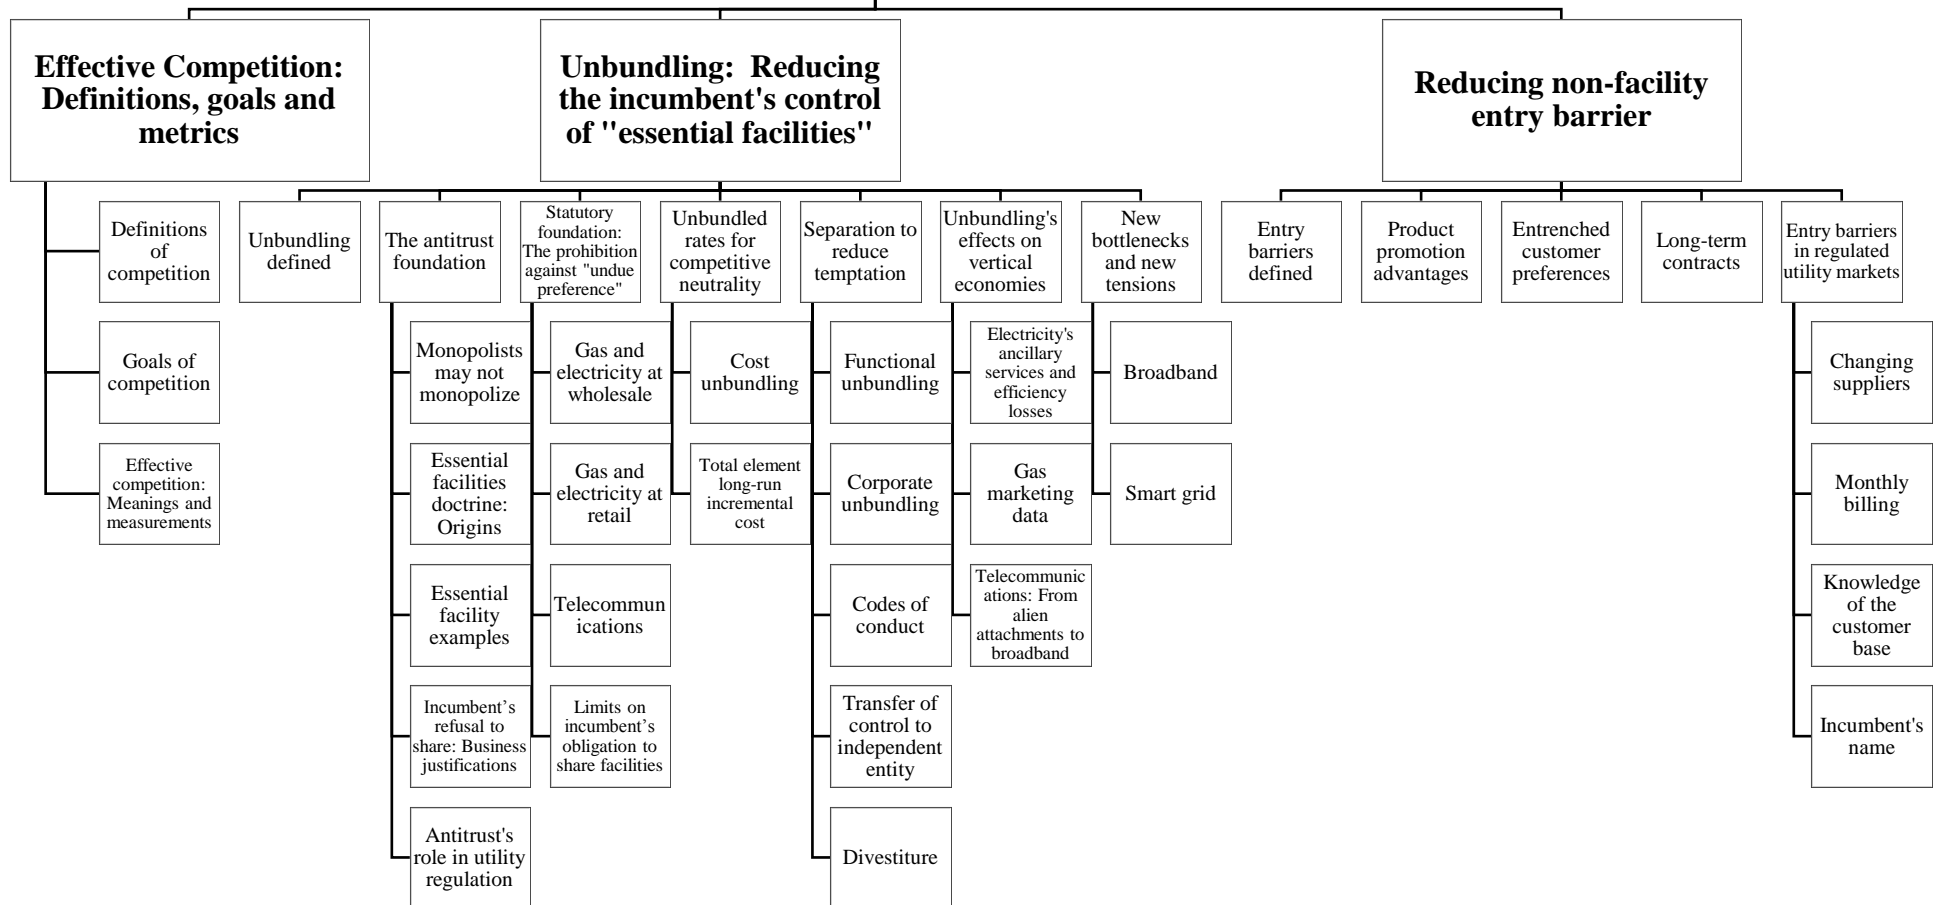 Effective Competition:
Definitions, goals and
metrics
Definitions
of
competition
Goals of
competition
Effective
competition:
Meanings and
measurements
Unbundling:  Reducing
the incumbent's control
of "essential facilities"
Unbundling
defined
The antitrust
foundation
Monopolists
may not
monopolize
Essential
facilities
doctrine:
Origins
Essential
facility
examples
Incumbent’s
refusal to
share: Business
justifications
Antitrust's
role in utility
regulation
Statutory
foundation:
The prohibition
against "undue
preference"
Gas and
electricity at
wholesale
Gas and
electricity at
retail
Telecommun
ications
Limits on
incumbent’s
obligation to
share facilities
Unbundled
rates for
competitive
neutrality
Cost
unbundling
Total element
long-run
incremental
cost
Separation to
reduce
temptation
Functional
unbundling
Corporate
unbundling
Codes of
conduct
Transfer of
control to
independent
entity
Divestiture
Unbundling's
effects on
vertical
economies
Electricity's
ancillary
services and
efficiency
losses
Gas
marketing
data
Telecommunic
ations: From
alien
attachments to
broadband
New
bottlenecks
and new
tensions
Broadband
Smart grid
Reducing non-facility
entry barrier
Entry
barriers
defined
Product
promotion
advantages
Entrenched
customer
preferences
Long-term
contracts
Entry barriers
in regulated
utility markets
Changing
suppliers
Monthly
billing
Knowledge
of the
customer
base
Incumbent's
name